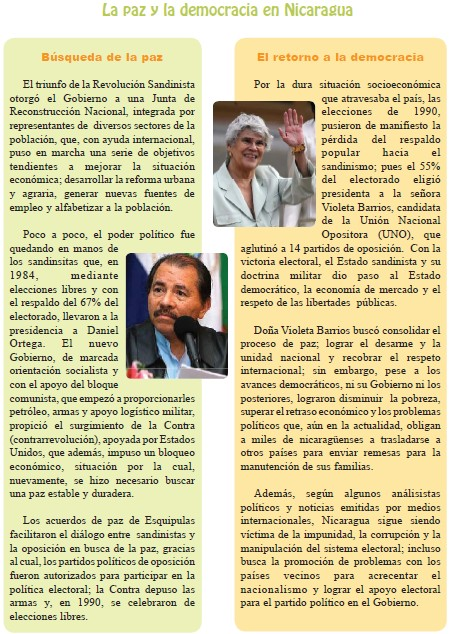 La paz y la democracia en Nicaragua
Búsqueda de la paz
El triunfo de la Revolución Sandinista
otorgó el Gobierno a una Junta de
Reconstrucción Nacional, integrada por
representantes de diversos sectores de la
población, que, con ayuda internacional,
puso en marcha una serie de objetivos
tendientes a mejorar la situación
económica; desarrollar la reforma urbana
y agraria, generar nuevas fuentes de
empleo y alfabetizar a la población.
Poco a poco, el poder político fue
quedando en manos de
los sandinsitas que, en
1984, mediante
elecciones libres y con
el respaldo del 67% del
electorado, llevaron a la
presidencia a Daniel
Ortega. El nuevo
Gobierno, de marcada
orientación socialista y
con el apoyo del bloque
comunista, que empezó a proporcionarles
petróleo, armas y apoyo logístico militar,
propició el surgimiento de la Contra
(contrarrevolución), apoyada por Estados
Unidos, que además, impuso un bloqueo
económico, situación por la cual,
nuevamente, se hizo necesario buscar
una paz estable y duradera.
Los acuerdos de paz de Esquipulas
facilitaron el diálogo entre sandinistas y
la oposición en busca de la paz, gracias
al cual, los partidos políticos de oposición
fueron autorizados para participar en la
política electoral; la Contra depuso las
armas y, en 1990, se celebraron de
elecciones libres.
El retorno a la democracia
Por la dura situación socioeconómica
que atravesaba el país, las
elecciones de 1990,
pusieron de manifiesto la
pérdida del respaldo
popular hacia el
sandinismo; pues el 55%
del electorado eligió
presidenta a la señora
Violeta Barrios, candidata
de la Unión Nacional
Opositora (UNO), que
aglutinó a 14 partidos de oposición. Con la
victoria electoral, el Estado sandinista y su
doctrina militar dio paso al Estado
democrático, la economía de mercado y el
respeto de las libertades públicas.
Doña Violeta Barrios buscó consolidar el
proceso de paz; lograr el desarme y la
unidad nacional y recobrar el respeto
internacional; sin embargo, pese a los
avances democráticos, ni su Gobierno ni los
posteriores, lograron disminuir la pobreza,
superar el retraso económico y los problemas
políticos que, aún en la actualidad, obligan
a miles de nicaragüenses a trasladarse a
otros países para enviar remesas para la
manutención de sus familias.
Además, según algunos análisistas
políticos y noticias emitidas por medios
internacionales, Nicaragua sigue siendo
víctima de la impunidad, la corrupción y la
manipulación del sistema electoral; incluso
busca la promoción de problemas con los
países vecinos para acrecentar el
nacionalismo y lograr el apoyo electoral
para el partido político en el Gobierno.